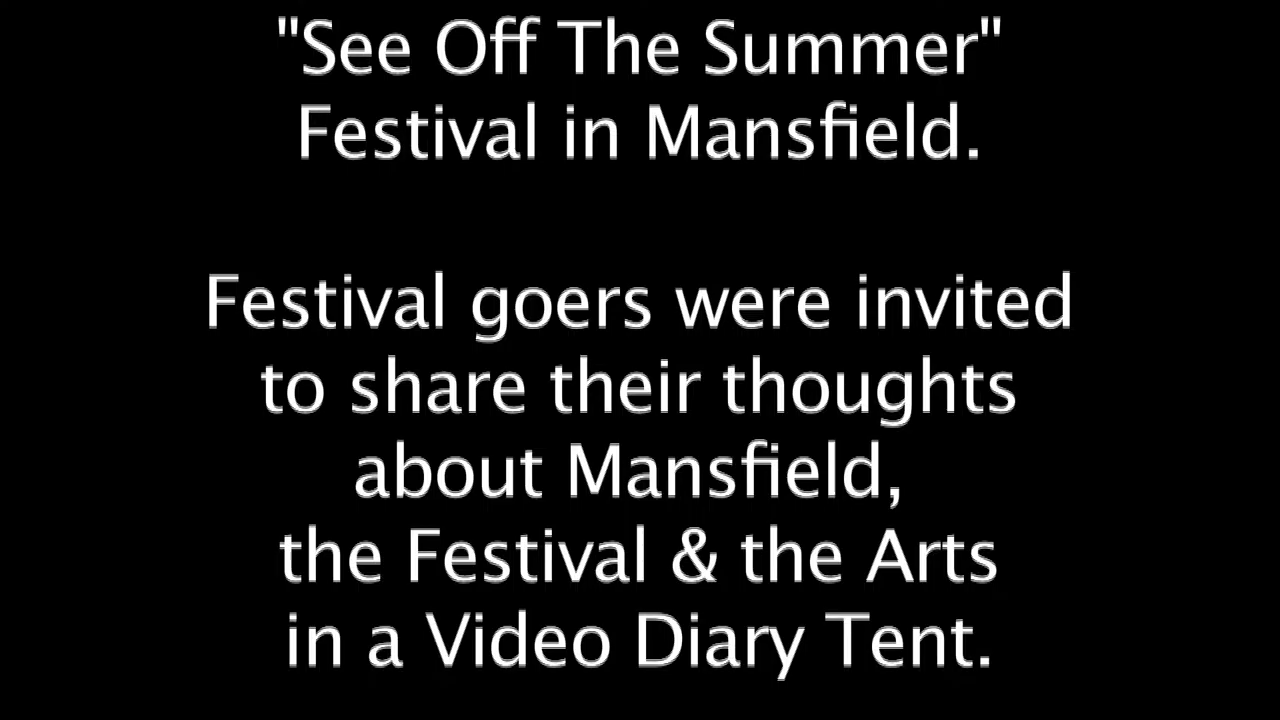 "See Off The Summer"
Festival in Mansfield.
Festival goers were invited
to share their thoughts
about Mansfield,
the Festival & the Arts
in a Video Diary Tent.